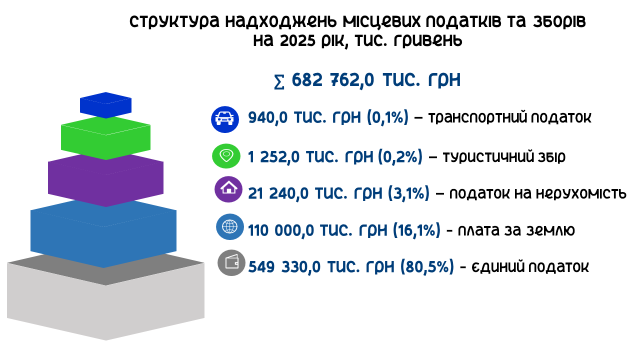 Структура надходжень місцевих податків та зборів
на 2025 рік, тис. гривень
∑ 682 762,0 тис. грн
940,0 тис. грн (0,1%) – транспортний податок
1 252,0 тис. грн (0,2%) – туристичний збір
21 240,0 тис. грн (3,1%) – податок на нерухомість
110 000,0 тис. грн (16,1%) - плата за землю
549 330,0 тис. грн (80,5%) - єдиний податок